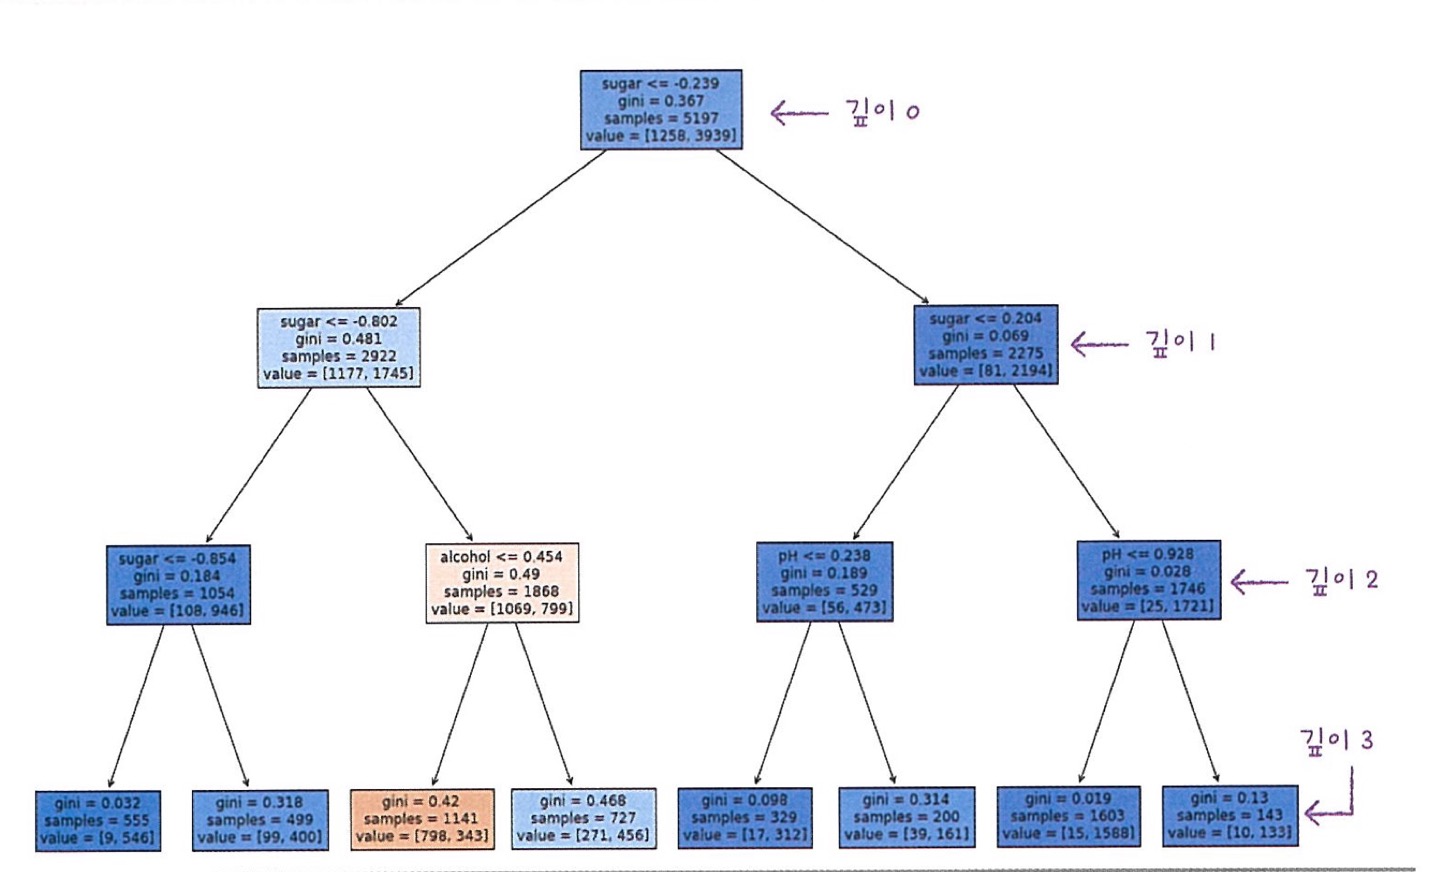 sugar <= -0.239
gini = 0.367
samples = 5197
value = [1258, 3939]
깊이 0
sugar <= -0.802
gini = 0.481
samples = 2922
value = [1177, 1745]
sugar <= 0.204
gini = 0.069
samples = 2275
value = [81, 2194]
깊이 1
sugar <= -0.854
gini = 0.184
samples = 1054
value = [108, 946]
alcohol <= 0.454
gini = 0.49
samples = 1868
value = [1069, 799]
pH <= 0.238
gini = 0.189
samples = 529
value = [56, 473]
pH <= 0.928
gini = 0.028
samples = 1746
value = [25, 1721]
깊이 2
깊이 3
gini = 0.032
samples = 555
value = [9, 546]
gini = 0.318
samples = 499
value = [99, 400]
gini = 0.42
samples = 1141
value = [798, 343]
gini = 0.468
samples = 727
value = [271, 456]
gini = 0.098
samples = 329
value = [17, 312]
gini = 0.314
samples = 200
value = [39, 161]
gini = 0.019
samples = 1603
value = [15, 1588]
gini = 0.13
samples = 143
value = [10, 133]